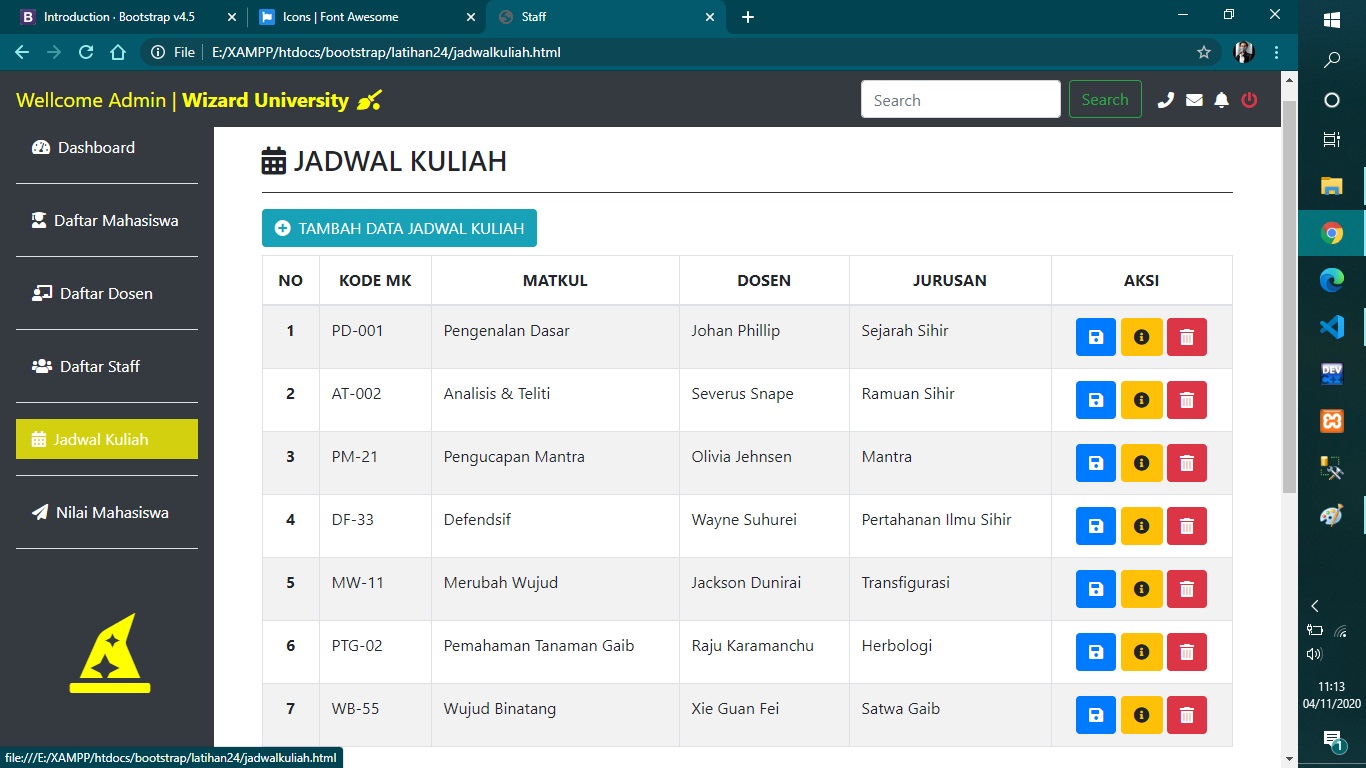 Introduction · Bootstrap v4.5
Icons | Font Awesome
Staff
File
E:/XAMPP/htdocs/bootstrap/latihan24/jadwalkuliah.html
Wellcome Admin | Wizard University
Search
Search
Dashboard
Daftar Mahasiswa
Daftar Dosen
Daftar Staff
Jadwal Kuliah
Nilai Mahasiswa
JADWAL KULIAH
TAMBAH DATA JADWAL KULIAH
NO KODE MK MATKUL DOSEN JURUSAN AKSI
1 PD-001 Pengenalan Dasar Johan Phillip Sejarah Sihir
2 AT-002 Analisis & Teliti Severus Snape Ramuan Sihir
3 PM-21 Pengucapan Mantra Olivia Jehnsen Mantra
4 DF-33 Defendsif Wayne Suhurei Pertahanan Ilmu Sihir
5 MW-11 Merubah Wujud Jackson Dunirai Transfigurasi
6 PTG-02 Pemahaman Tanaman Gaib Raju Karamanchu Herbologi
7 WB-55 Wujud Binatang Xie Guan Fei Satwa Gaib
file:///E:/XAMPP/htdocs/bootstrap/latihan24/jadwalkuliah.html
DEV
11:13
04/11/2020
1